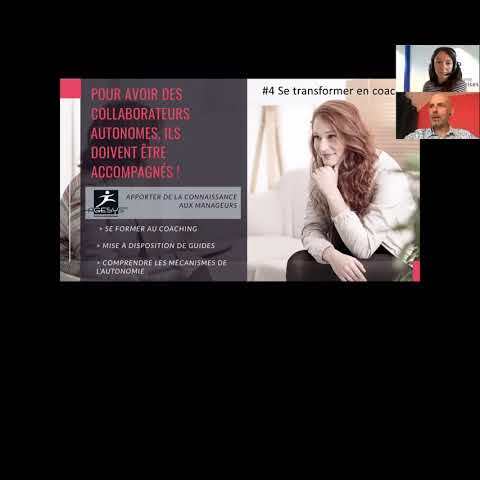 POUR AVOIR DES
COLLABORATEURS
AUTONOMES, ILS
DOIVENT ÊTRE
ACCOMPAGNÉS !
APPORTER DE LA CONNAISSANCE
AUX MANAGEURS
> SE FORMER AU COACHING
> MISE À DISPOSITION DE GUIDES
> COMPRENDRE LES MÉCANISMES DE
L'AUTONOMIE
#4 Se transformer en coac